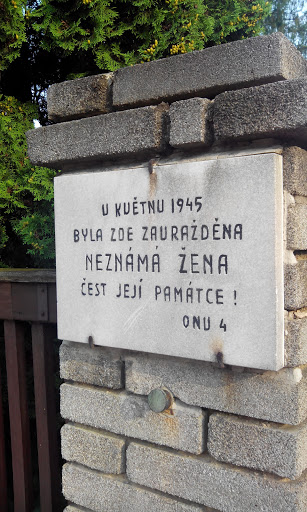 U KVĚTNU 1945
BYLA ZDE ZAVRAŽDĚNA
NEZNÁMÁ ŽENA
ČEST JEJÍ PAMÁTCE !
ONV 4